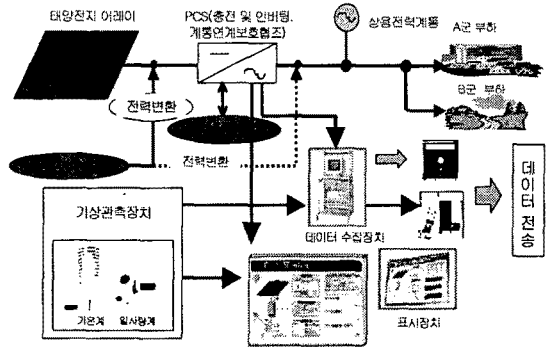 태양전지 어레이
PCS(충전 및 인버팅,
계통연계보호협조)
상용전력계통
A군 부하
B군 부하
전력변환
전력변환
기상관측장치
기온계
일사량계
데이터 수집장치
표시장치
데이터 전송